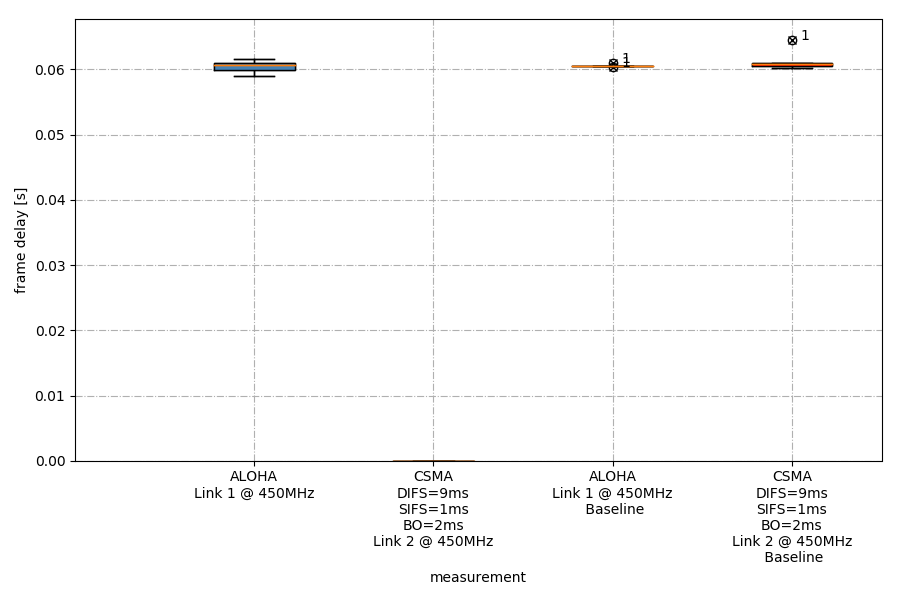 0.06
0.05
0.04
0.03
0.02
0.01
0.00
frame delay [s]
1
1
1
ALOHA
Link 1 @ 450MHz
CSMA
DIFS=9ms
SIFS=1ms
BO=2ms
Link 2 @ 450MHz
ALOHA
Link 1 @ 450MHz
Baseline
CSMA
DIFS=9ms
SIFS=1ms
BO=2ms
Link 2 @ 450MHz
Baseline
measurement